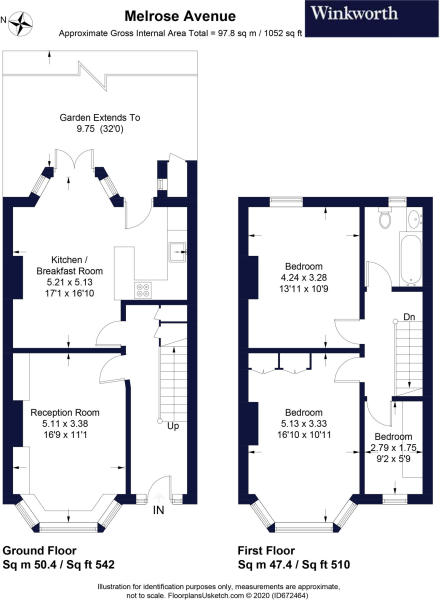 Melrose Avenue
Approximate Gross Internal Area Total = 97.8 sq m / 1052 sq ft
Winkworth
N
Garden Extends To
9.75 (32'0)
Kitchen /
Breakfast Room
5.21 x 5.13
17'1 x 16'10
Reception Room
5.11 x 3.38
16'9 x 11'1
Up
IN
Bedroom
4.24 x 3.28
13'11 x 10'9
Dn
Bedroom
5.13 x 3.33
16'10 x 10'11
Bedroom
2.79 x 1.75
9'2 x 5'9
Ground Floor
Sq m 50.4 / Sq ft 542
First Floor
Sq m 47.4 / Sq ft 510
Illustration for identification purposes only, measurements are approximate,
not to scale. FloorplansUsketch.com © 2020 (ID672464)